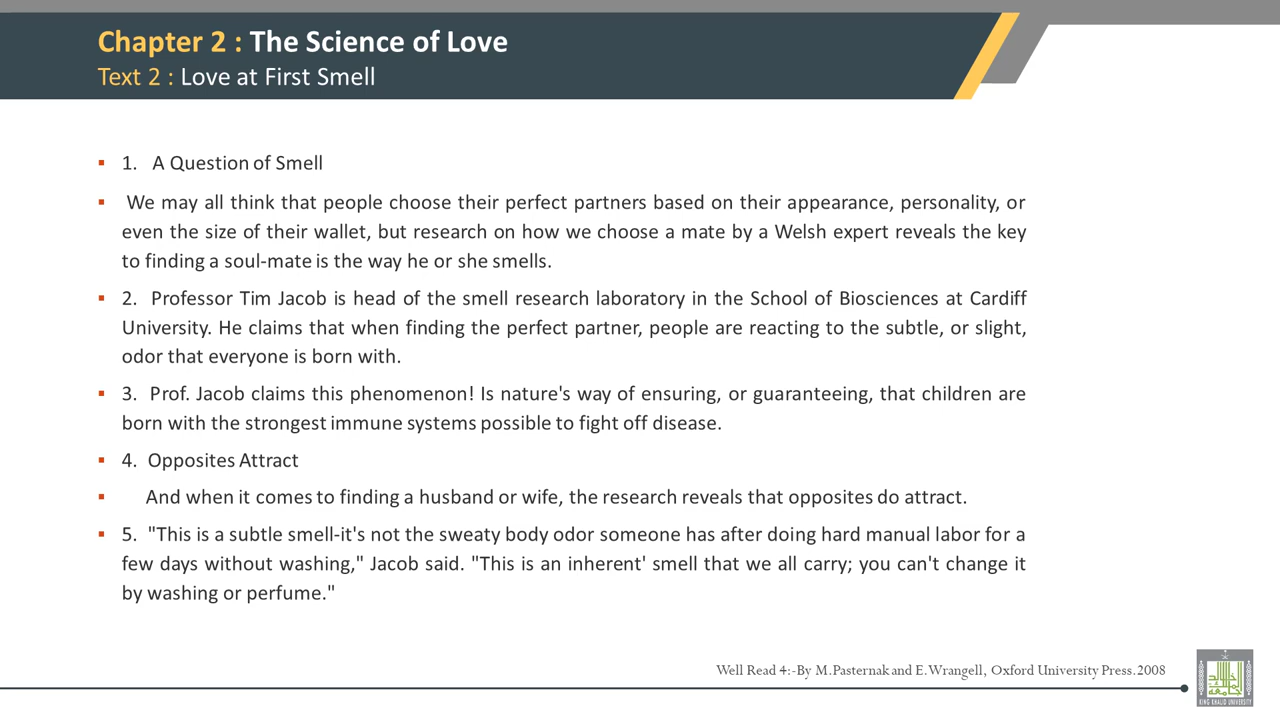 Chapter 2 : The Science of Love
Text 2 : Love at First Smell
▪ 1. A Question of Smell
▪ We may all think that people choose their perfect partners based on their appearance, personality, or
even the size of their wallet, but research on how we choose a mate by a Welsh expert reveals the key
to finding a soul-mate is the way he or she smells.
▪ 2. Professor Tim Jacob is head of the smell research laboratory in the School of Biosciences at Cardiff
University. He claims that when finding the perfect partner, people are reacting to the subtle, or slight,
odor that everyone is born with.
▪ 3. Prof. Jacob claims this phenomenon! Is nature's way of ensuring, or guaranteeing, that children are
born with the strongest immune systems possible to fight off disease.
▪ 4. Opposites Attract
▪ And when it comes to finding a husband or wife, the research reveals that opposites do attract.
▪ 5. "This is a subtle smell-it's not the sweaty body odor someone has after doing hard manual labor for a
few days without washing," Jacob said. "This is an inherent' smell that we all carry; you can't change it
by washing or perfume."
Well Read 4:-By M.Pasternak and E.Wrangell, Oxford University Press.2008
KING KHALID UNIVERSITY